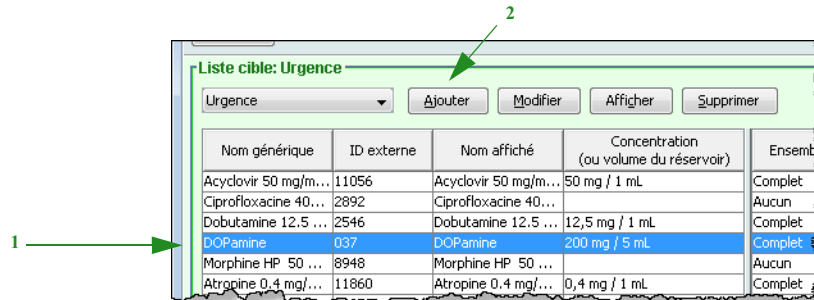 2
Liste cible: Urgence
Urgence Ajouter Modifier Afficher Supprimer
Nom générique ID externe Nom affiché Concentration (ou volume du réservoir) Ensemb
Acyclovir 50 mg/m... 11056 Acyclovir 50 mg/m... 50 mg / 1 mL Complet
Ciprofloxacine 40... 2892 Ciprofloxacine 40... Aucun
Dobutamine 12.5 ... 2546 Dobutamine 12.5 ... 12,5 mg / 1 mL Complet
1 DOPamine 037 DOPamine 200 mg / 5 mL Complet
Morphine HP 50 ... 8948 Morphine HP 50 ... Aucun
Atropine 0.4 mg/... 11860 Atropine 0.4 mg/... 0,4 mg / 1 mL Complet